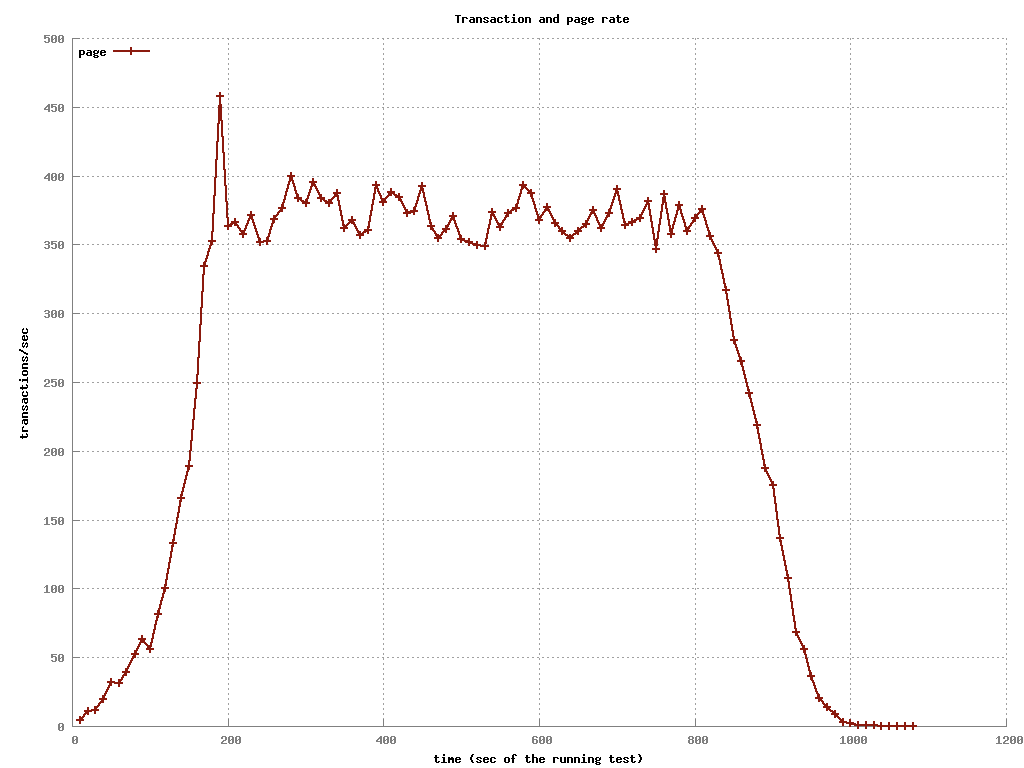 Transaction and page rate
500
page
450
400
350
300
transactions/sec
250
200
150
100
50
0
0 200 400 600 800 1000 1200
time (sec of the running test)